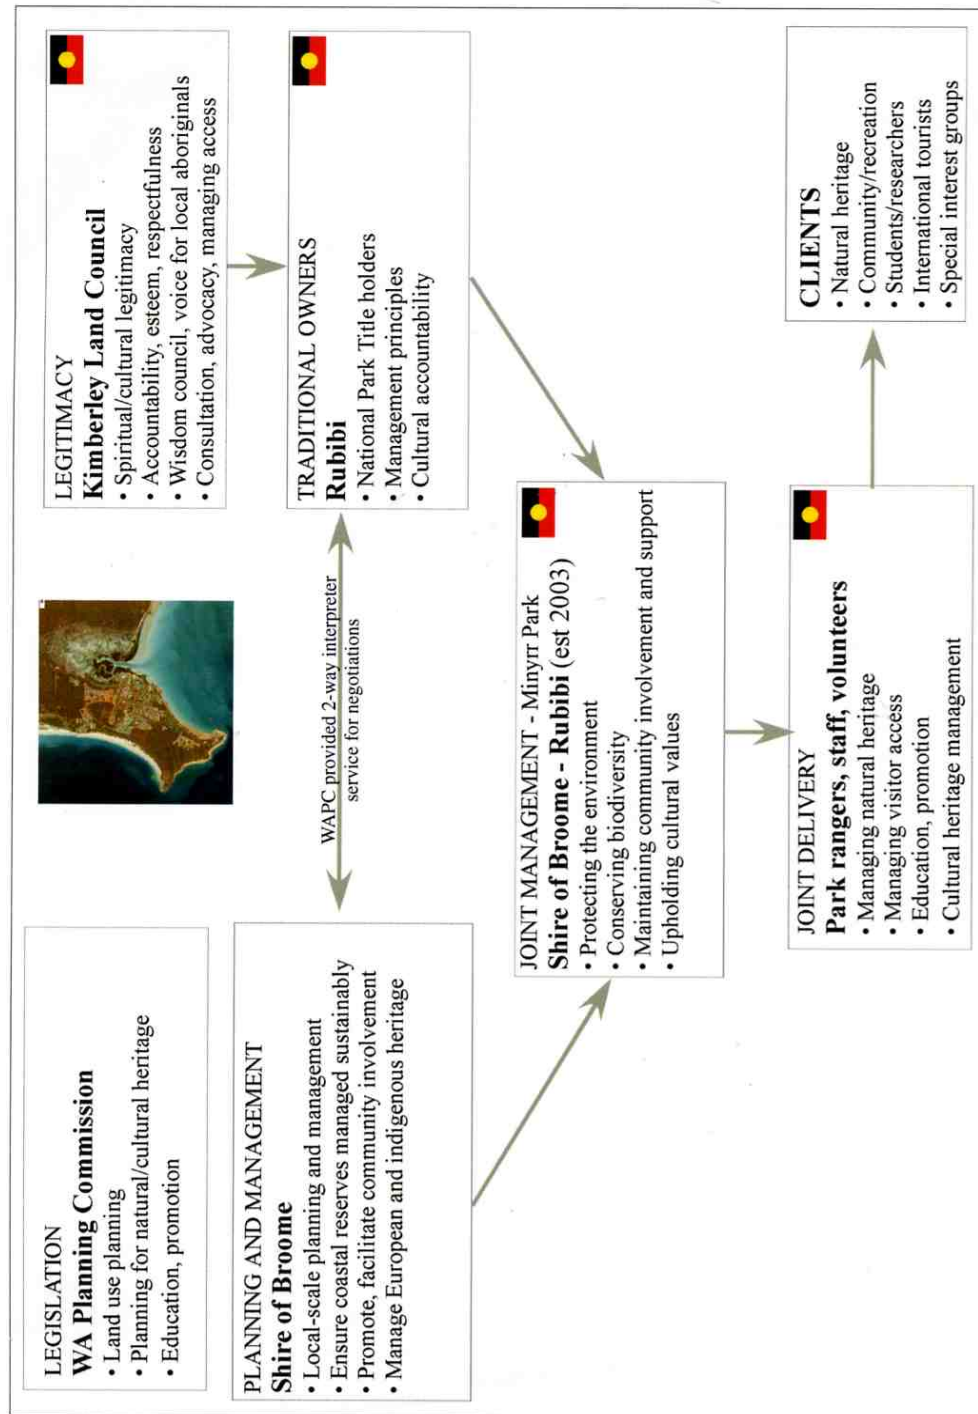 LEGISLATION
WA Planning Commission
• Land use planning
• Planning for natural/cultural heritage
• Education, promotion
LEGITIMACY
Kimberley Land Council
• Spiritual/cultural legitimacy
• Accountability, esteem, respectfulness
• Wisdom council, voice for local aboriginals
• Consultation, advocacy, managing access
PLANNING AND MANAGEMENT
Shire of Broome
• Local-scale planning and management
• Ensure coastal reserves managed sustainably
• Promote, facilitate community involvement
• Manage European and indigenous heritage
WAPC provided 2-way interpreter
service for negotiations
TRADITIONAL OWNERS
Rubibi
• National Park Title holders
• Management principles
• Cultural accountability
JOINT MANAGEMENT - Minyrr Park
Shire of Broome - Rubibi (est 2003)
• Protecting the environment
• Conserving biodiversity
• Maintaining community involvement and support
• Upholding cultural values
JOINT DELIVERY
Park rangers, staff, volunteers
• Managing natural heritage
• Managing visitor access
• Education, promotion
• Cultural heritage management
CLIENTS
• Natural heritage
• Community/recreation
• Students/researchers
• International tourists
• Special interest groups